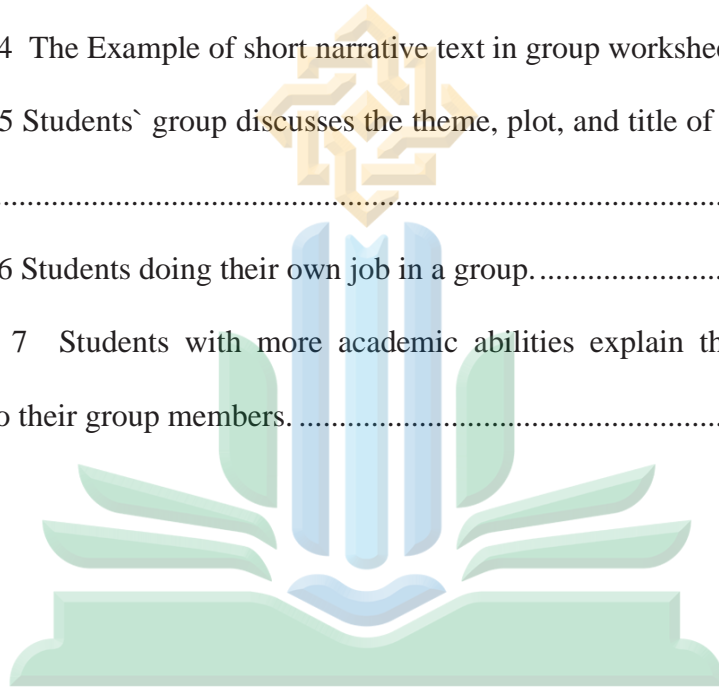 4 The Example of short narrative text in group workshee
5 Students` group discusses the theme, plot, and title of
................................................................................
6 Students doing their own job in a group. ......................
7 Students with more academic abilities explain th
o their group members. ..............................................